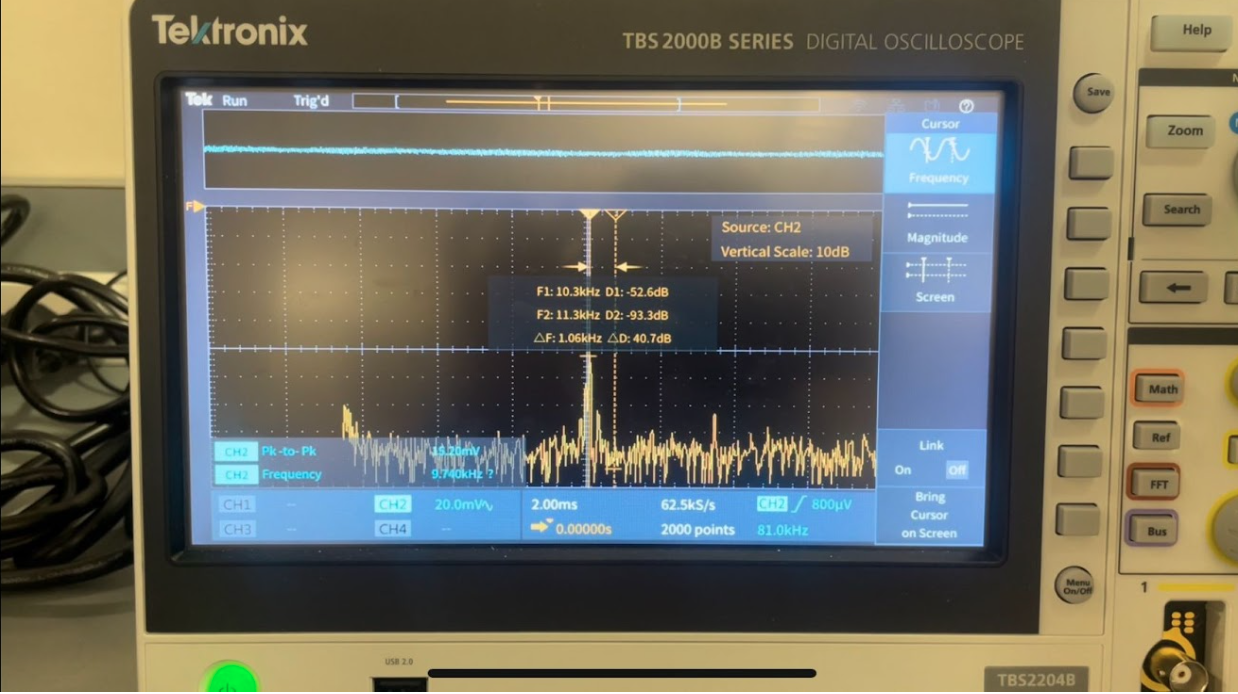 Tektronix
TBS 2000B SERIES DIGITAL OSCILLOSCOPE
Help
Tek Run Trig'd
Save
Cursor
Zoom
Frequency
Source: CH2
Vertical Scale: 10dB
Search
Magnitude
F1: 10.3kHz D1: -52.6dB
F2: 11.3kHz D2: -93.3dB
△F: 1.06kHz △D: 40.7dB
Screen
Math
Ref
FFT
Bus
CH2 Pk-to-Pk 15.20mV
CH2 Frequency 9.740kHz ?
Link
On Off
Bring
Cursor
on Screen
CH1 -- CH2 20.0mV 2.00ms 62.5kS/s CH2 800µV
CH3 CH4 -- 0.00000s 2000 points 81.0kHz
Menu
On/Off
1
USB 2.0
TBS2204B